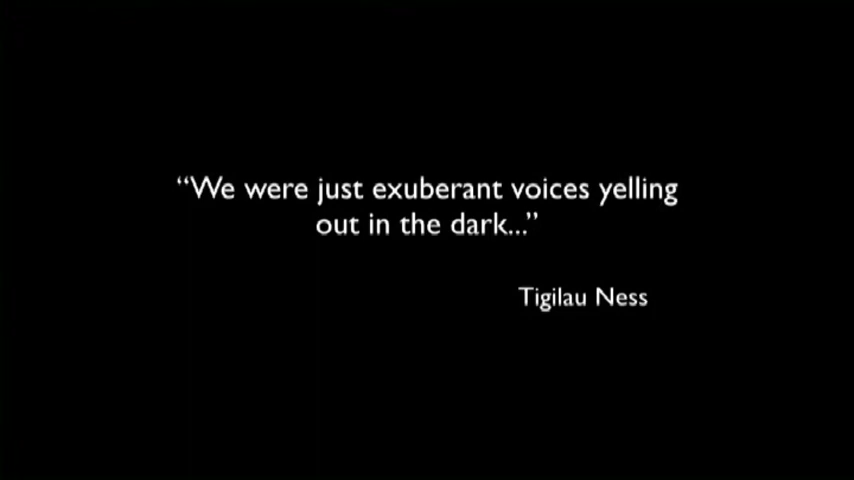 “We were just exuberant voices yelling
out in the dark...”
Tigilau Ness